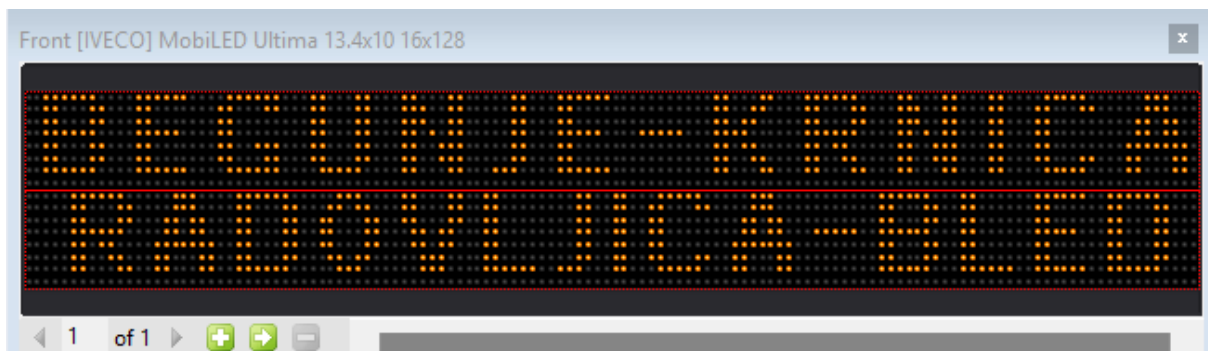 Front [IVECO] MobiLED Ultima 13.4x10 16x128
BEGUNJE-KRNICA
RADOVLJICA-BLED
1 of 1